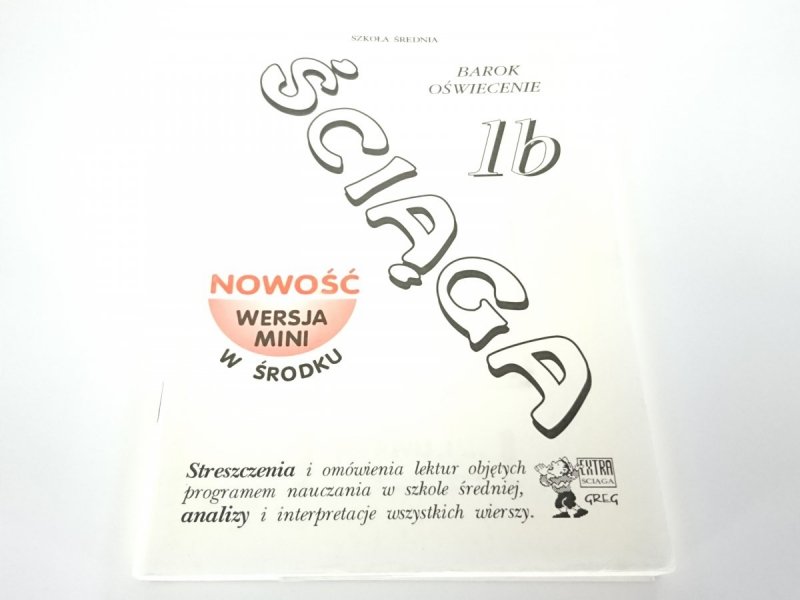 SZKOŁA ŚREDNIA
BAROK
OŚWIECENIE
1b
ŚCIĄGA
NOWOŚĆ
WERSJA
MINI
W ŚRODKU
Streszczenia i omówienia lektur objętych
programem nauczania w szkole średniej,
analizy i interpretacje wszystkich wierszy.
EXTRA
ŚCIĄGA
GREG